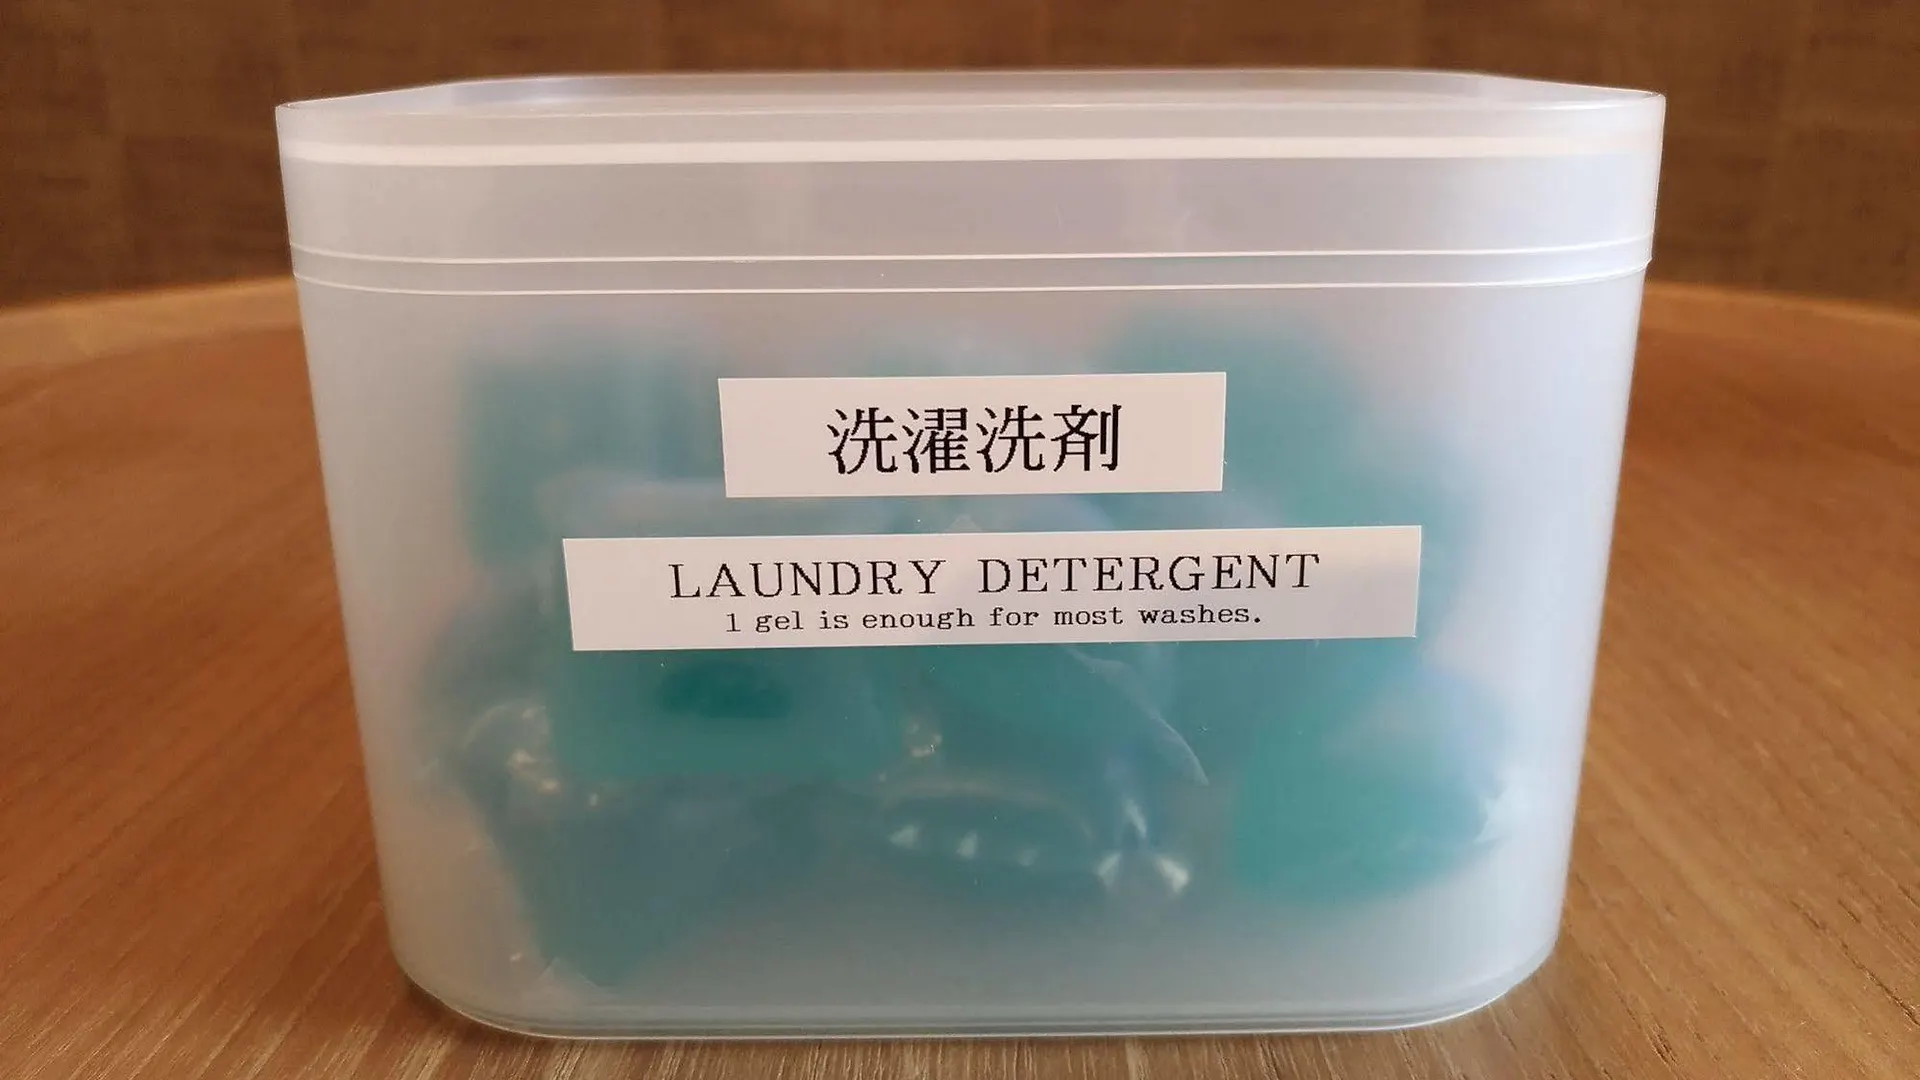 洗濯洗剤
LAUNDRY DETERGENT
1 gel is enough for most washes.